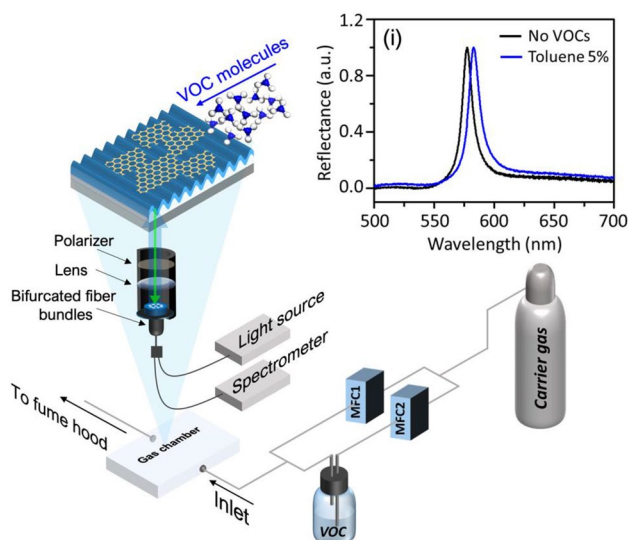 VOC molecules
(i)
No VOCs
Toluene 5%
Reflectance (a.u.)
1.2
0.8
0.4
0.0
500
550
600
650
700
Wavelength (nm)
Polarizer
Lens
Bifurcated fiber
bundles
Light source
Spectrometer
To fume hood
Gas chamber
Inlet
MFC1
MFC2
VOC
Carrier gas